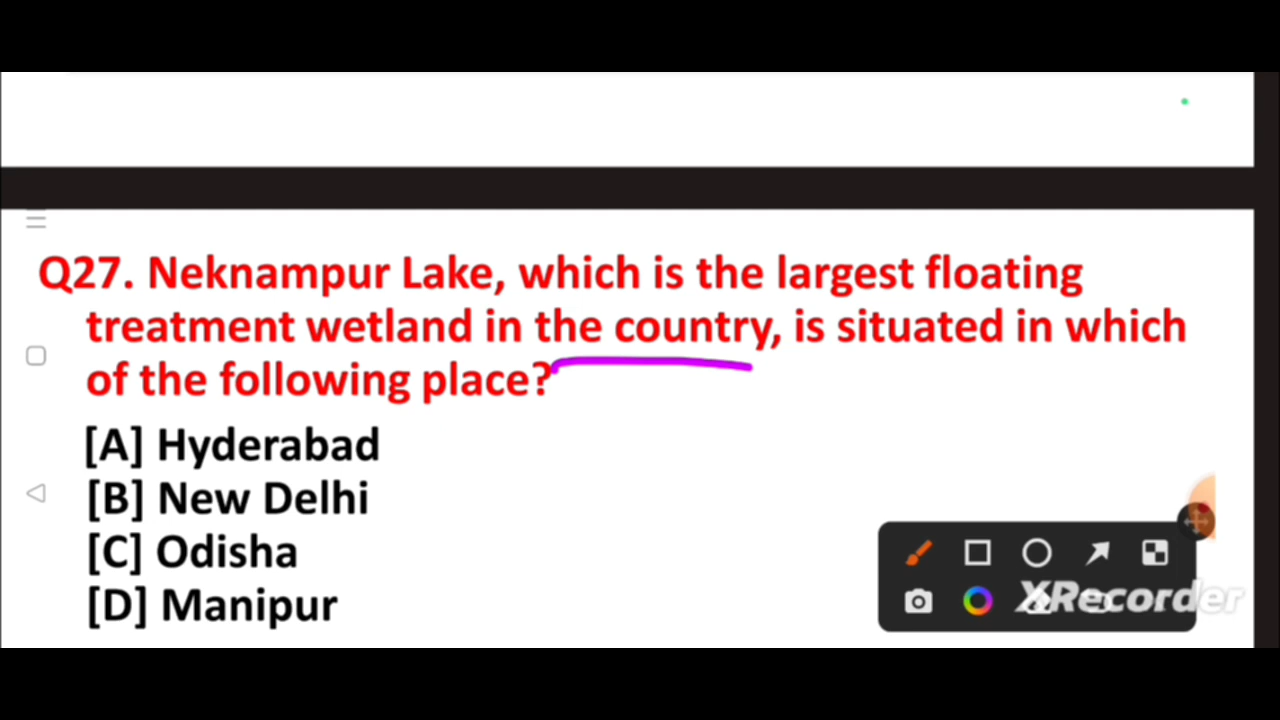 Q27. Neknampur Lake, which is the largest floating
treatment wetland in the country, is situated in which
of the following place?
[A] Hyderabad
[B] New Delhi
[C] Odisha
[D] Manipur
XRecorder